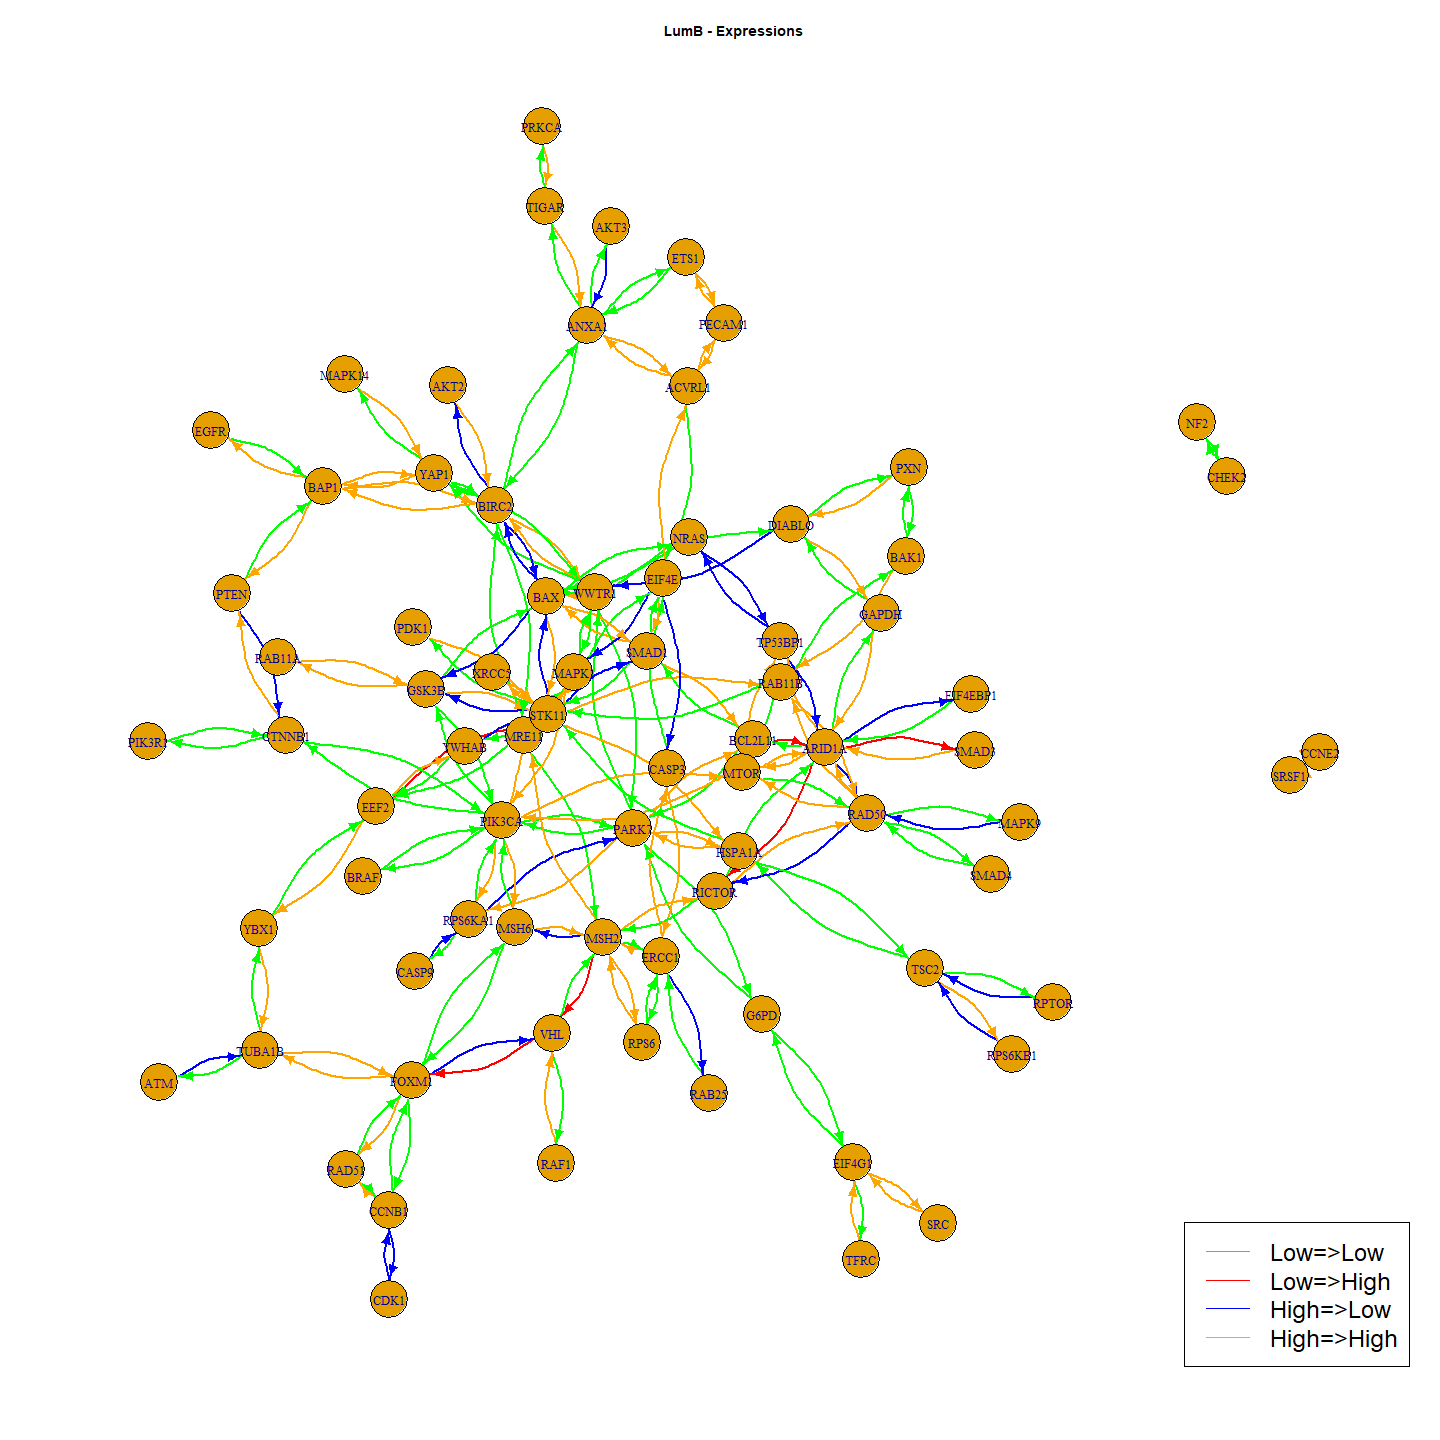 LumB - Expressions
PRKCA
TIGAR
AKT3
ETS1
ANXA1
PECAM1
MAPK14
AKT2
ACVRL1
EGFR
NF2
YAP1
PXN
CHEK2
BAP1
BIRC2
DIABLO
NRAS
BAK1
EIF4E
PTEN
BAX
WWTR1
GAPDH
PDK1
TP53BP1
RAB11A
SMAD1
XRCC5
MAPK1
GSK3B
RAB11B
EIF4EBP1
STK11
PIK3R1
CTNNB1
YWHAB
MRE11
BCL2L11
ARID1A
SMAD3
CCNE2
CASP3
MTOR
SRSF1
EEF2
PIK3CA
PARK7
RAD50
MAPK9
HSPA1A
BRAF
SMAD4
RICTOR
RPS6KA1
YBX1
MSH6
MSH2
ERCC1
CASP9
TSC2
RPTOR
G6PD
VHL
RPS6
TUBA1B
RPS6KB1
ATM
FOXM1
RAB25
RAD51
RAF1
EIF4G1
CCNB1
SRC
TFRC
CDK1
Low=>Low
Low=>High
High=>Low
High=>High